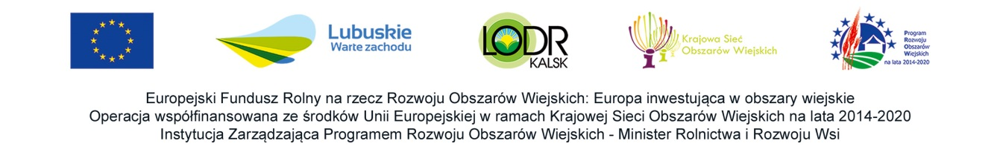 Lubuskie
Warte zachodu
LODR
KALSK
Krajowa Sieć
Obszarów Wiejskich
Program
Rozwoju
Obszarów
Wiejskich
na lata 2014-2020
Europejski Fundusz Rolny na rzecz Rozwoju Obszarów Wiejskich: Europa inwestująca w obszary wiejskie
Operacja współfinansowana ze środków Unii Europejskiej w ramach Krajowej Sieci Obszarów Wiejskich na lata 2014-2020
Instytucja Zarządzająca Programem Rozwoju Obszarów Wiejskich - Minister Rolnictwa i Rozwoju Wsi